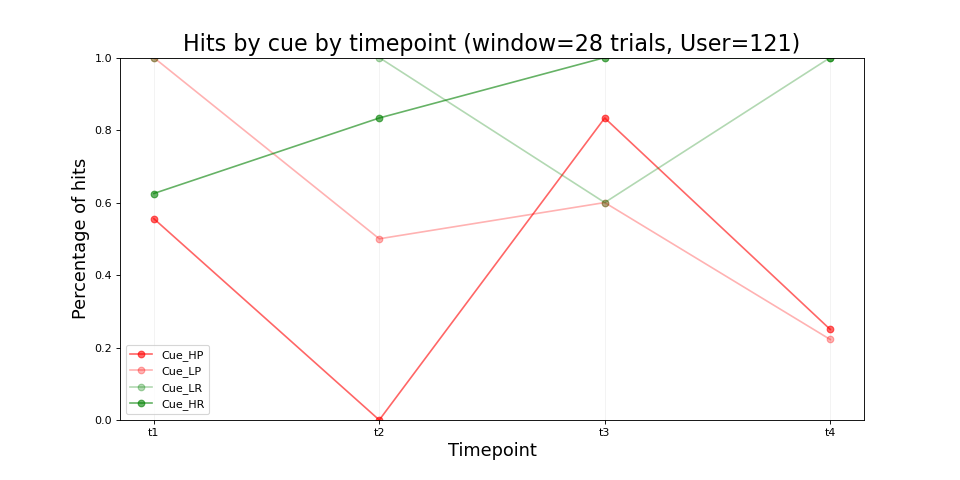 Hits by cue by timepoint (window=28 trials, User=121)
Percentage of hits
1.0
0.8
0.6
0.4
0.2
0.0
Cue_HP
Cue_LP
Cue_LR
Cue_HR
t1 t2 t3 t4
Timepoint